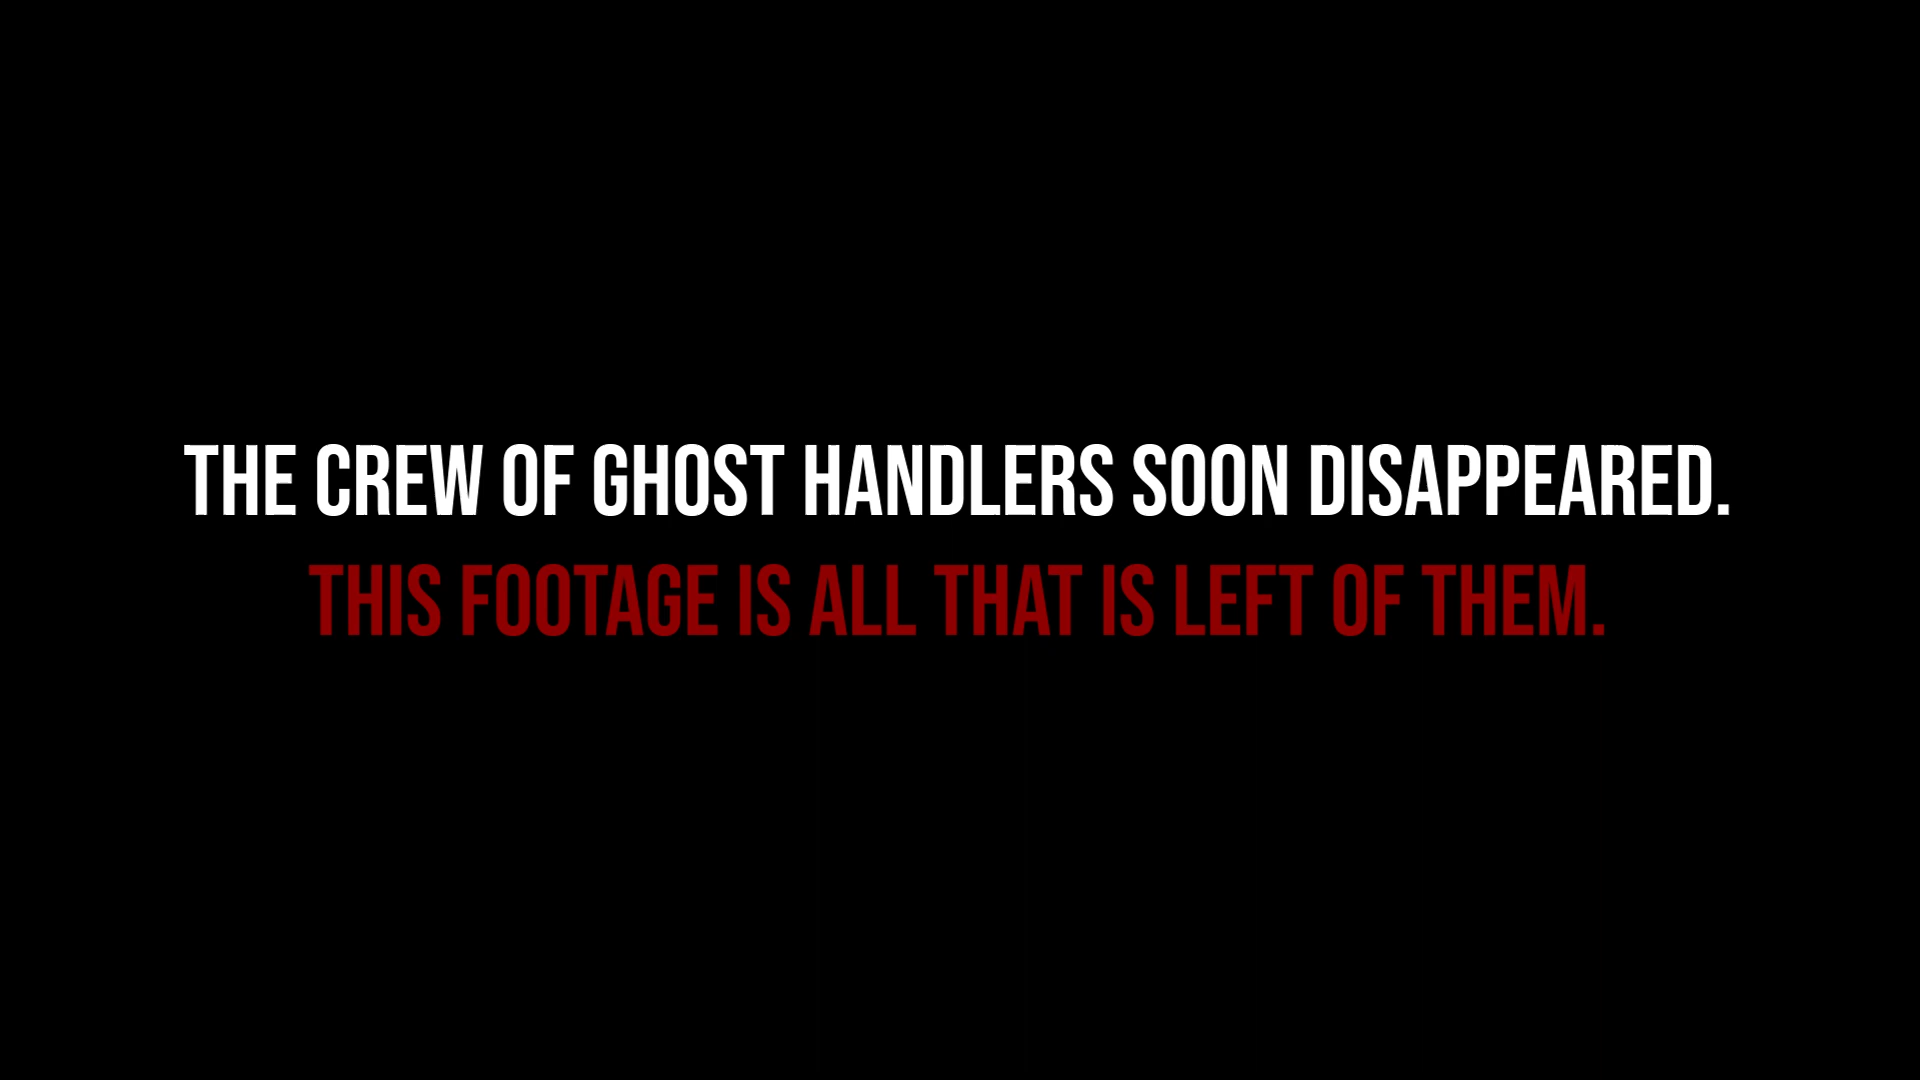 THE CREW OF GHOST HANDLERS SOON DISAPPEARED.
THIS FOOTAGE IS ALL THAT IS LEFT OF THEM.